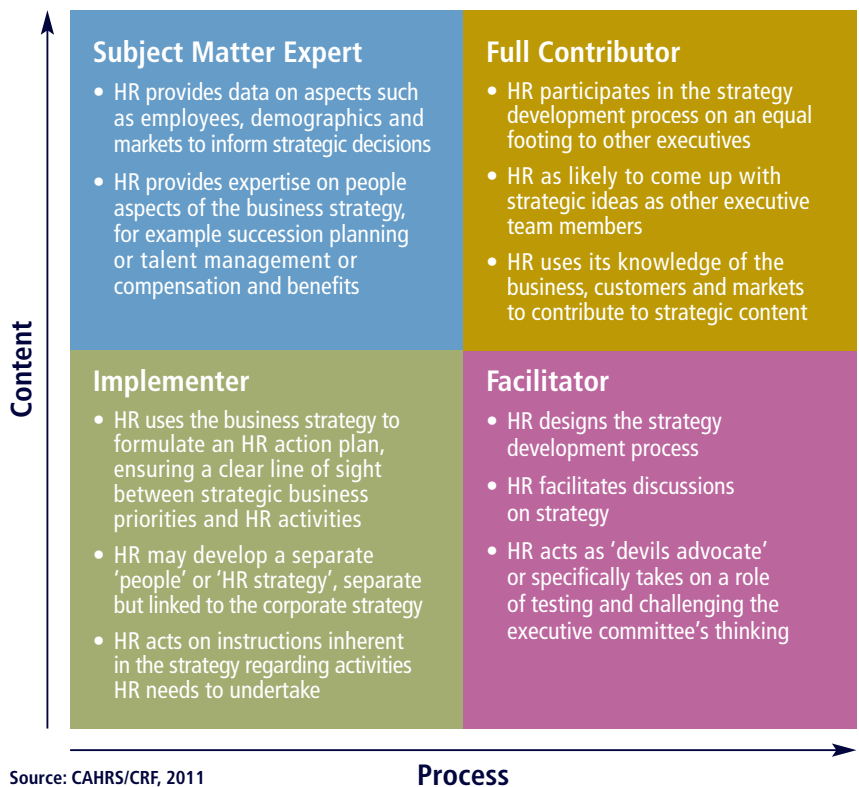 Subject Matter Expert
• HR provides data on aspects such
as employees, demographics and
markets to inform strategic decisions
• HR provides expertise on people
aspects of the business strategy,
for example succession planning
or talent management or
compensation and benefits
Full Contributor
• HR participates in the strategy
development process on an equal
footing to other executives
• HR as likely to come up with
strategic ideas as other executive
team members
• HR uses its knowledge of the
business, customers and markets
to contribute to strategic content
Content
Implementer
• HR uses the business strategy to
formulate an HR action plan,
ensuring a clear line of sight
between strategic business
priorities and HR activities
• HR may develop a separate
‘people’ or ‘HR strategy’, separate
but linked to the corporate strategy
• HR acts on instructions inherent
in the strategy regarding activities
HR needs to undertake
Facilitator
• HR designs the strategy
development process
• HR facilitates discussions
on strategy
• HR acts as ‘devils advocate’
or specifically takes on a role
of testing and challenging the
executive committee’s thinking
Source: CAHRS/CRF, 2011
Process